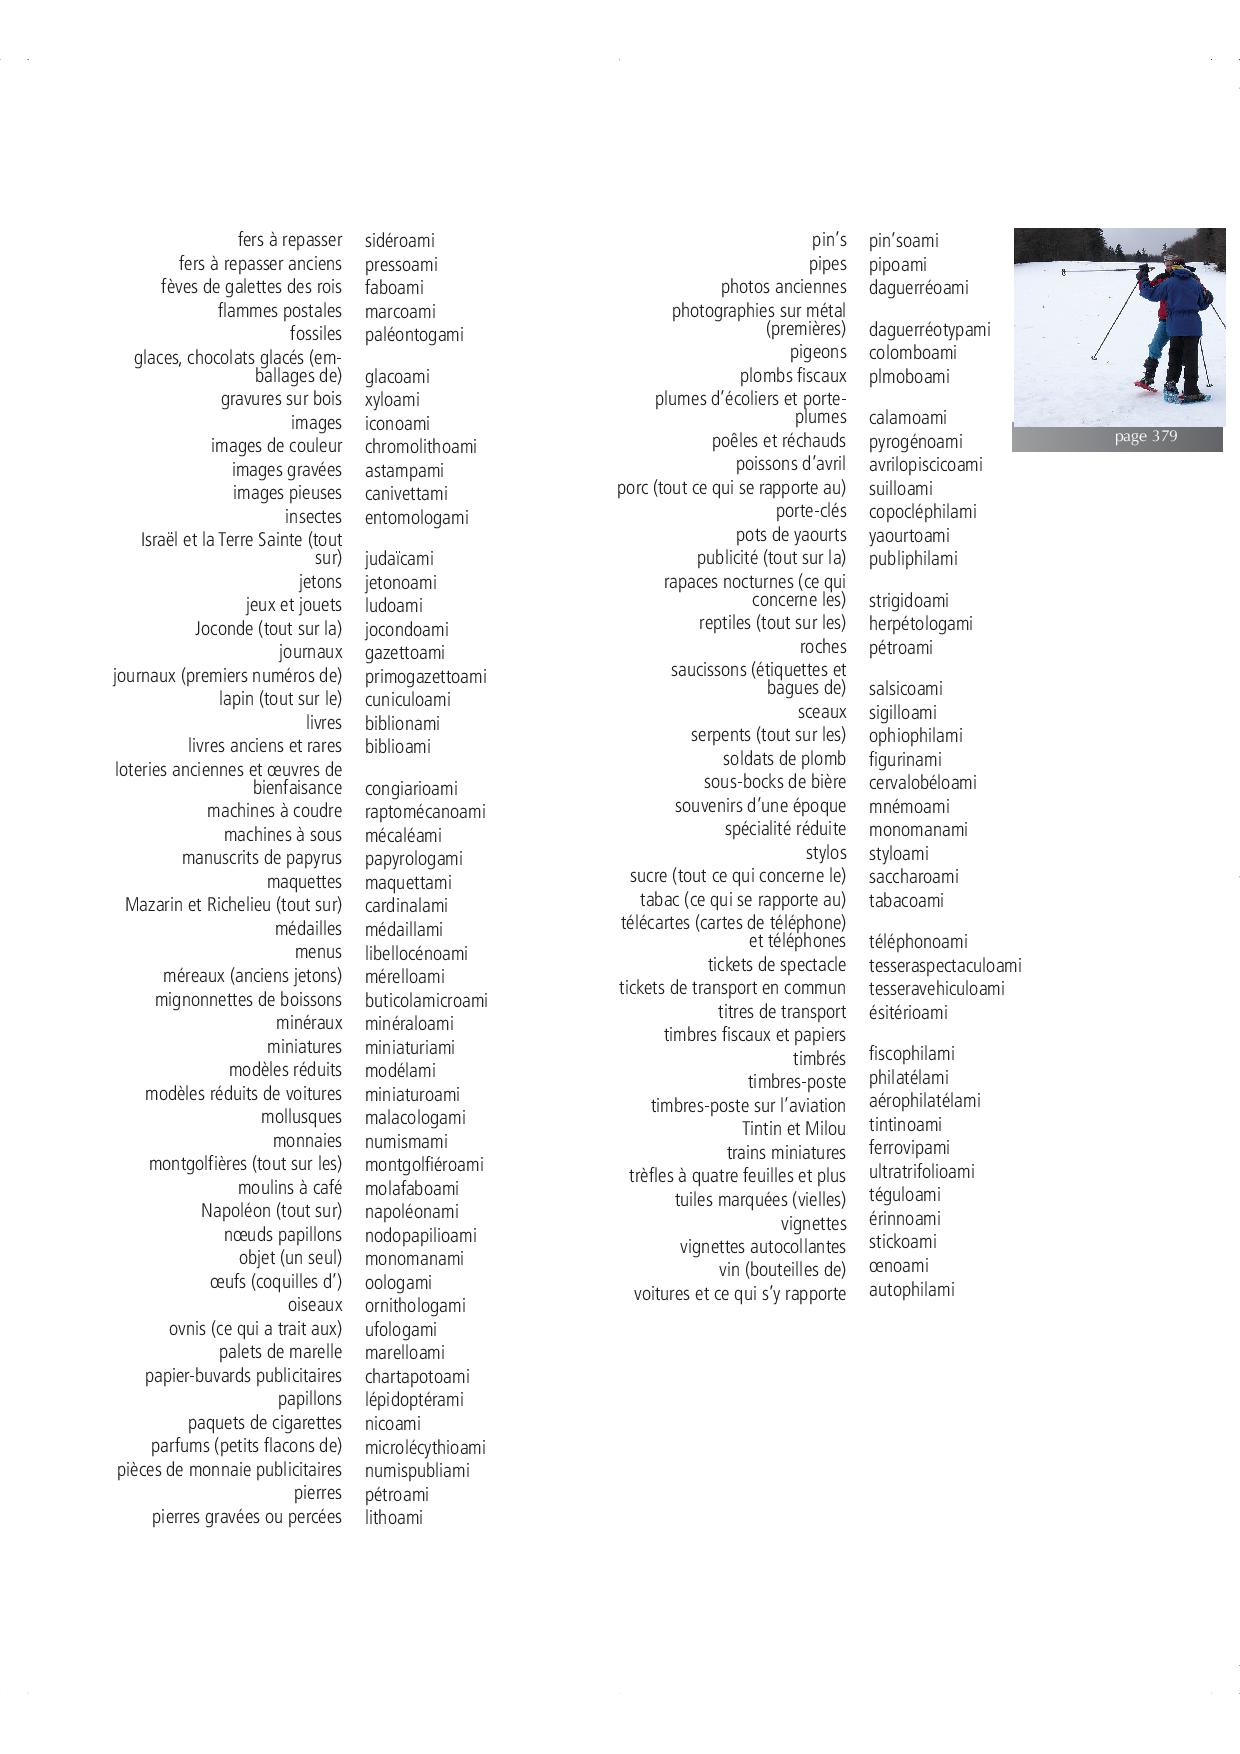 fers à repasser sidéroami
fers à repasser anciens pressoami
fèves de galettes des rois faboami
flammes postales marcoami
fossiles paléontogami
glaces, chocolats glacés (em-
ballages de) glacoami
gravures sur bois xyloami
images iconoami
images de couleur chromolithoami
images gravées astampami
images pieuses canivettami
insectes entomologami
Israël et la Terre Sainte (tout
sur) judaïcami
jetons jetonoami
jeux et jouets ludoami
Joconde (tout sur la) jocondoami
journaux gazettoami
journaux (premiers numéros de) primogazettoami
lapin (tout sur le) cuniculoami
livres biblionami
livres anciens et rares biblioami
loteries anciennes et œuvres de
bienfaisance congiarioami
machines à coudre raptomécanoami
machines à sous mécaléami
manuscrits de papyrus papyrologami
maquettes maquettami
Mazarin et Richelieu (tout sur) cardinalami
médailles médaillami
menus libellocénoami
méreaux (anciens jetons) mérelloami
mignonnettes de boissons buticolamicroami
minéraux minéraloami
miniatures miniaturiami
modèles réduits modélami
modèles réduits de voitures miniaturoami
mollusques malacologami
monnaies numismami
montgolfières (tout sur les) montgolfiéroami
moulins à café molafaboami
Napoléon (tout sur) napoléonami
nœuds papillons nodopapilioami
objet (un seul) monomanami
œufs (coquilles d’) oologami
oiseaux ornithologami
ovnis (ce qui a trait aux) ufologami
palets de marelle marelloami
papier-buvards publicitaires chartapotoami
papillons lépidoptérami
paquets de cigarettes nicoami
parfums (petits flacons de) microlécythioami
pièces de monnaie publicitaires numispubliami
pierres pétroami
pierres gravées ou percées lithoami
pin’s pin’soami
pipes pipoami
photos anciennes daguerréoami
photographies sur métal
(premières) daguerréotypami
pigeons colomboami
plombs fiscaux plmoboami
plumes d’écoliers et porte-
plumes calamoami
poêles et réchauds pyrogénoami
poissons d’avril avrilopiscicoami
porc (tout ce qui se rapporte au) suilloami
porte-clés copocléphilami
pots de yaourts yaourtoami
publicité (tout sur la) publiphilami
rapaces nocturnes (ce qui
concerne les) strigidoami
reptiles (tout sur les) herpétologami
roches pétroami
saucissons (étiquettes et
bagues de) salsicoami
sceaux sigilloami
serpents (tout sur les) ophiophilami
soldats de plomb figurinami
sous-bocks de bière cervalobéloami
souvenirs d’une époque mnémoami
spécialité réduite monomanami
stylos styloami
sucre (tout ce qui concerne le) saccharoami
tabac (ce qui se rapporte au) tabacoami
télécartes (cartes de téléphone)
et téléphones téléphonoami
tickets de spectacle tesseraspectaculoami
tickets de transport en commun tesseravehiculoami
titres de transport ésitérioami
timbres fiscaux et papiers
timbrés fiscophilami
timbres-poste philatélami
timbres-poste sur l’aviation aérophilatélami
Tintin et Milou tintinoami
trains miniatures ferrovipami
trèfles à quatre feuilles et plus ultratrifolioami
tuiles marquées (vielles) téguloami
vignettes érinnoami
vignettes autocollantes stickoami
vin (bouteilles de) œnoami
voitures et ce qui s’y rapporte autophilami
page 379